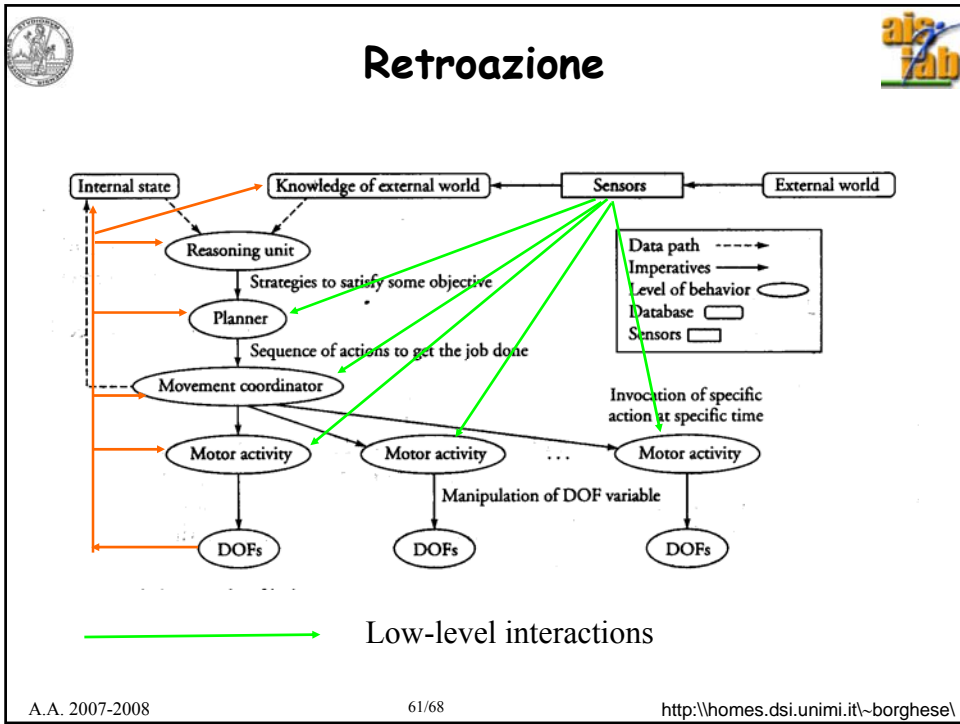 Retroazione
ais
lab
Internal state
Knowledge of external world
Sensors
External world
Reasoning unit
Data path
Imperatives
Level of behavior
Database
Sensors
Strategies to satisfy some objective
Planner
Sequence of actions to get the job done
Movement coordinator
Invocation of specific
action at specific time
Motor activity
Motor activity
...
Motor activity
Manipulation of DOF variable
DOFs
DOFs
DOFs
Low-level interactions
A.A. 2007-2008
61/68
http:\\homes.dsi.unimi.it\~borghese\